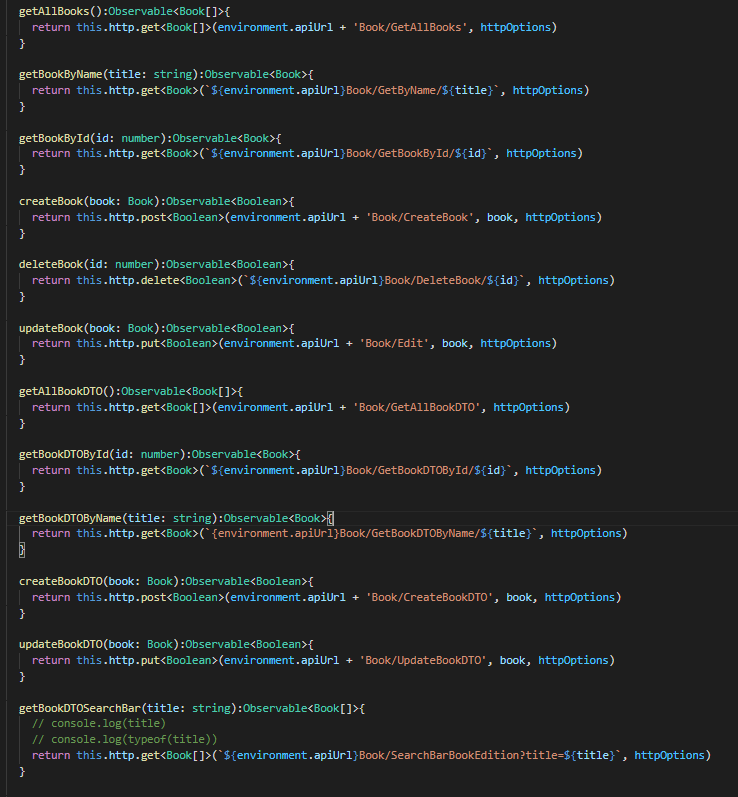 getAllBooks():Observable<Book[]>{
return this.http.get<Book[]>(environment.apiUrl + 'Book/GetAllBooks', httpOptions)
}
getBookByName(title: string):Observable<Book>{
return this.http.get<Book>(`${environment.apiUrl}Book/GetByName/${title}`, httpOptions)
}
getBookById(id: number):Observable<Book>{
return this.http.get<Book>(`${environment.apiUrl}Book/GetBookById/${id}`, httpOptions)
}
createBook(book: Book):Observable<Boolean>{
return this.http.post<Boolean>(environment.apiUrl + 'Book/CreateBook', book, httpOptions)
}
deleteBook(id: number):Observable<Boolean>{
return this.http.delete<Boolean>(`${environment.apiUrl}Book/DeleteBook/${id}`, httpOptions)
}
updateBook(book: Book):Observable<Boolean>{
return this.http.put<Boolean>(environment.apiUrl + 'Book/Edit', book, httpOptions)
}
getAllBookDTO():Observable<Book[]>{
return this.http.get<Book[]>(environment.apiUrl + 'Book/GetAllBookDTO', httpOptions)
}
getBookDTOById(id: number):Observable<Book>{
return this.http.get<Book>(`${environment.apiUrl}Book/GetBookDTOById/${id}`, httpOptions)
}
getBookDTOByName(title: string):Observable<Book>{
return this.http.get<Book>(`{environment.apiUrl}Book/GetBookDTOByName/${title}`, httpOptions)
}
createBookDTO(book: Book):Observable<Boolean>{
return this.http.post<Boolean>(environment.apiUrl + 'Book/CreateBookDTO', book, httpOptions)
}
updateBookDTO(book: Book):Observable<Boolean>{
return this.http.put<Boolean>(environment.apiUrl + 'Book/UpdateBookDTO', book, httpOptions)
}
getBookDTOSearchBar(title: string):Observable<Book[]>{
// console.log(title)
// console.log(typeof(title))
return this.http.get<Book[]>(`${environment.apiUrl}Book/SearchBarBookEdition?title=${title}`, httpOptions)
}